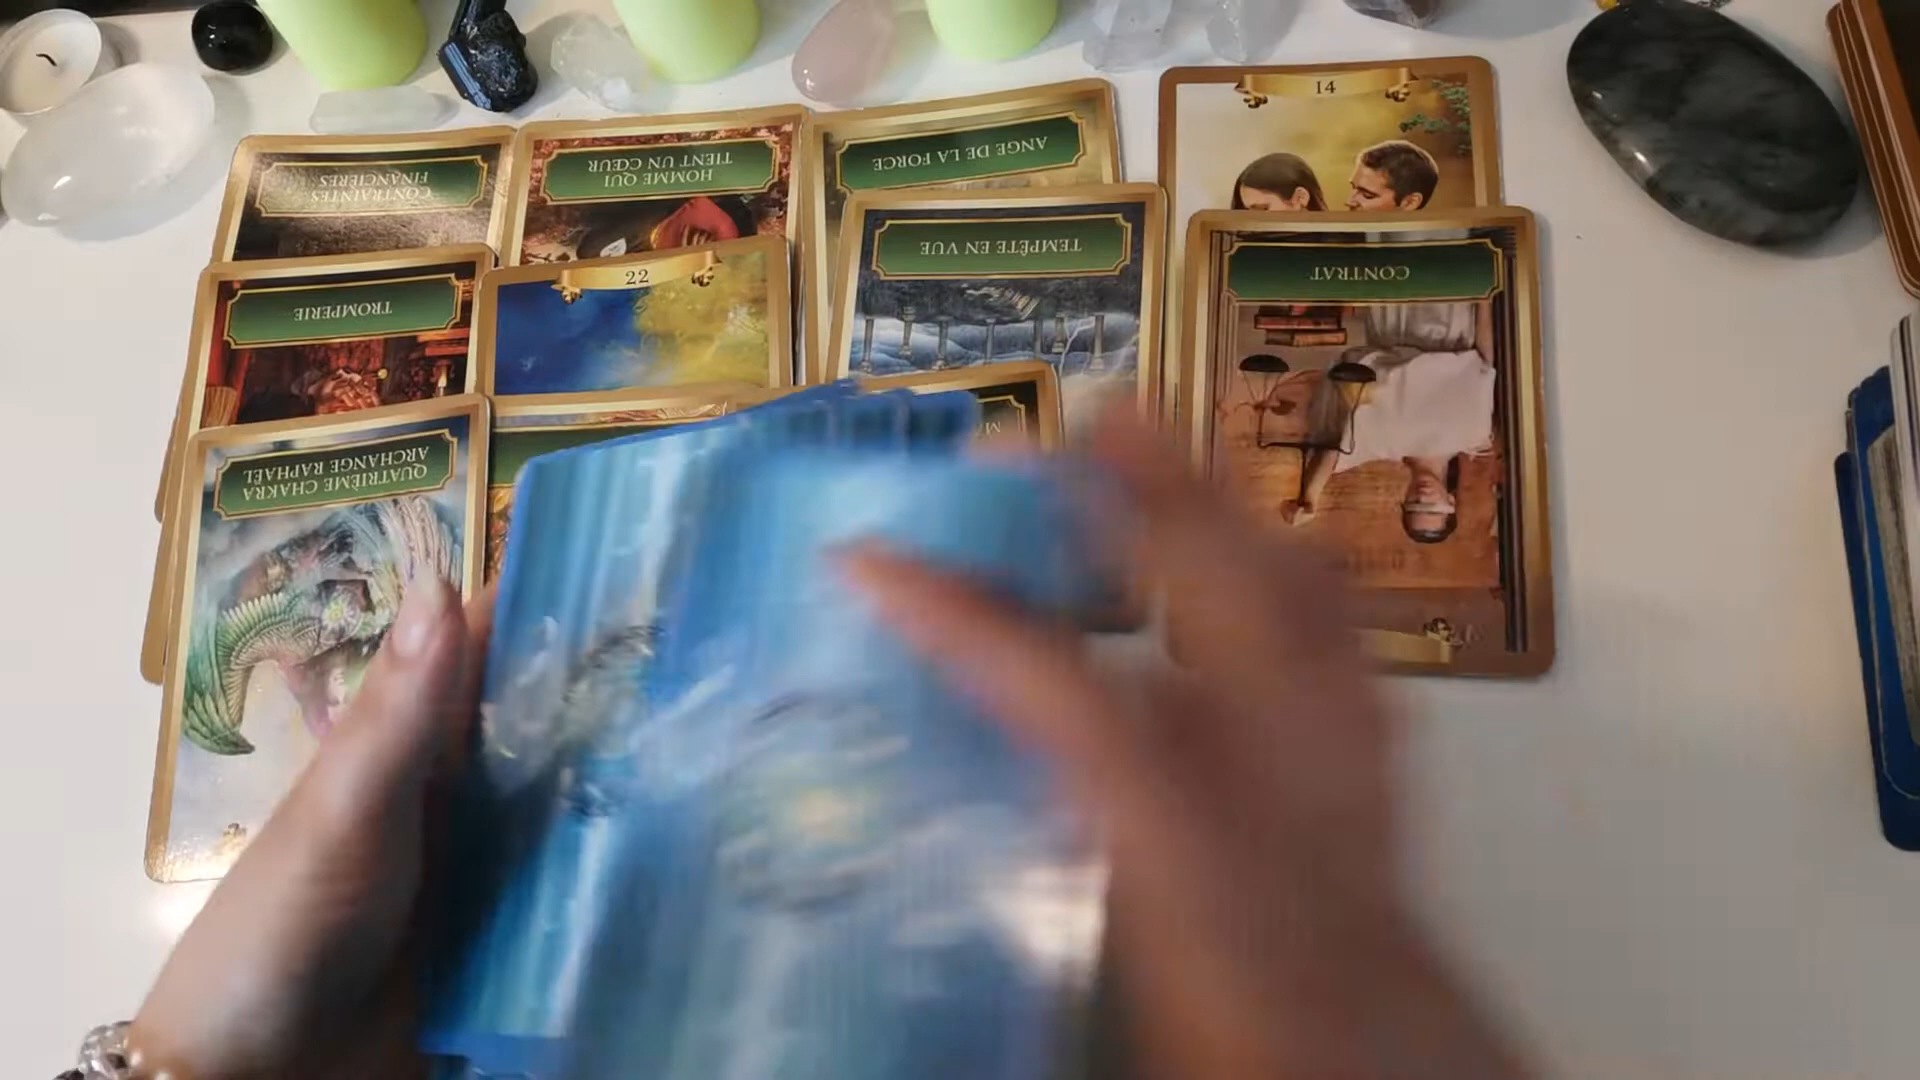 CONTRAINTES
FINANCIÈRES
HOMME QUI
TIENT UN CŒUR
ANGE DE LA FORCE
14
TEMPÊTE EN VUE
CONTRAT
TROMPERIE
22
QUATRIÈME CHAKRA
ARCHANGE RAPHAËL